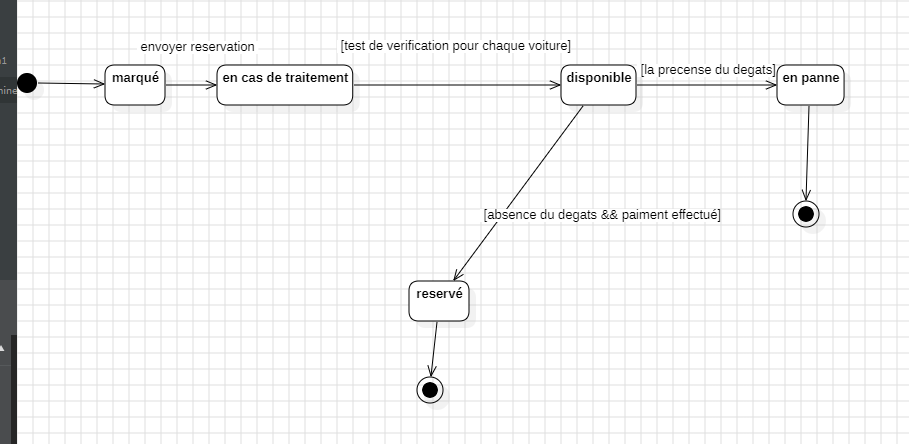 envoyer reservation
[test de verification pour chaque voiture]
marqué
en cas de traitement
disponible
[la precense du degats]
en panne
[absence du degats && paiment effectué]
reservé